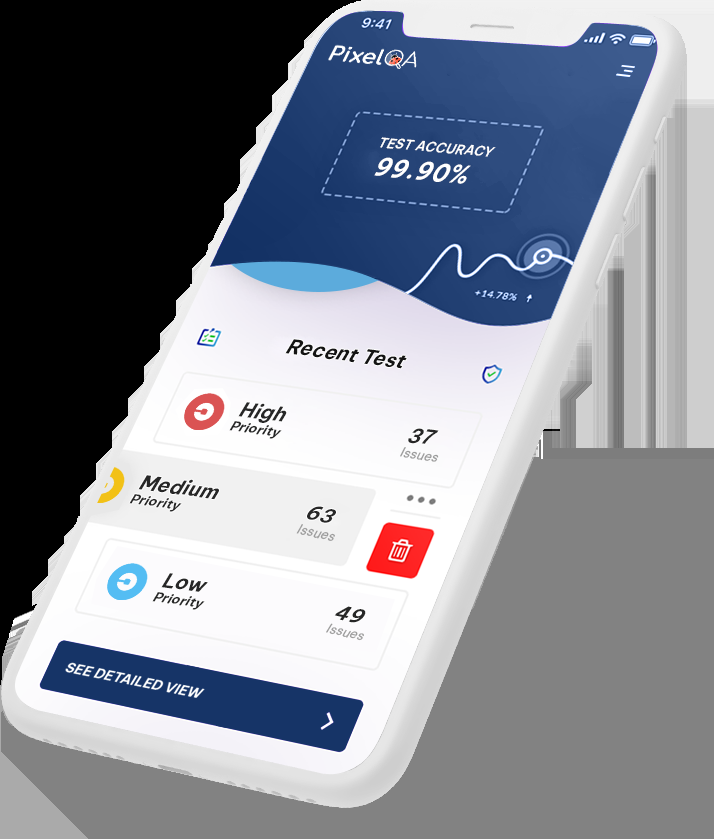 9:41
PixelQA
TEST ACCURACY
99.90%
+14.78%
Recent Test
High
Priority
37
Issues
Medium
Priority
63
Issues
Low
Priority
49
Issues
SEE DETAILED VIEW